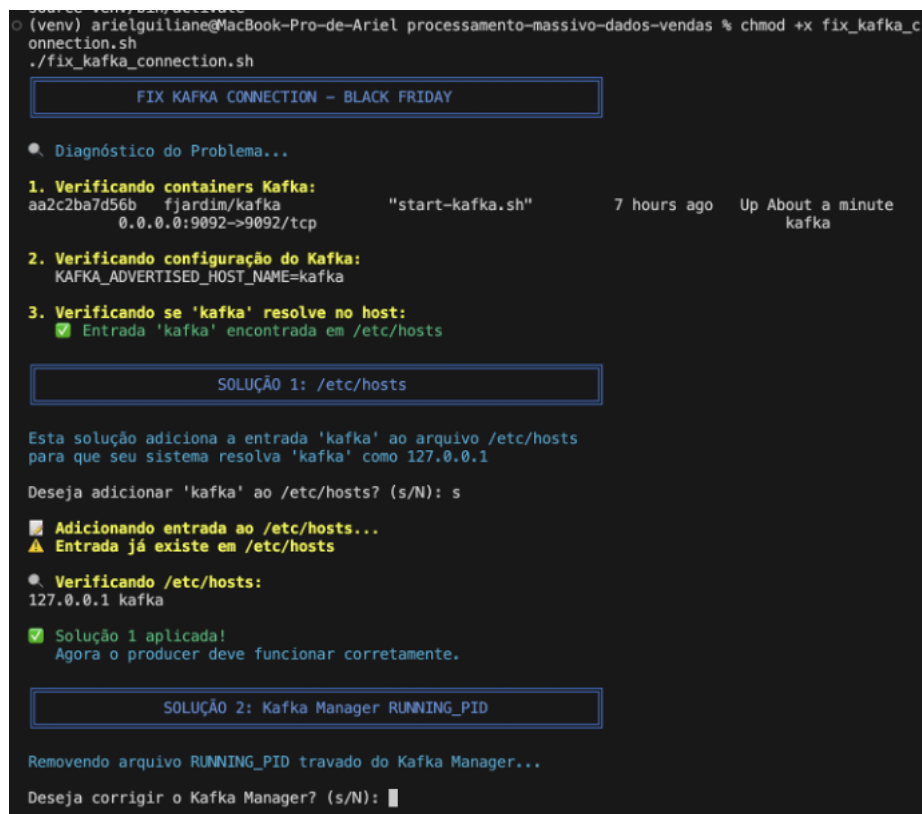 (venv) arielguiliane@MacBook-Pro-de-Ariel processamento-massivo-dados-vendas % chmod +x fix_kafka_c
onnection.sh
./fix_kafka_connection.sh
FIX KAFKA CONNECTION – BLACK FRIDAY
🔍 Diagnóstico do Problema...
1. Verificando containers Kafka:
aa2c2ba7d56b   fjardim/kafka   "start-kafka.sh"   7 hours ago   Up About a minute
0.0.0.0:9092->9092/tcp   kafka
2. Verificando configuração do Kafka:
KAFKA_ADVERTISED_HOST_NAME=kafka
3. Verificando se 'kafka' resolve no host:
✅ Entrada 'kafka' encontrada em /etc/hosts
SOLUÇÃO 1: /etc/hosts
Esta solução adiciona a entrada 'kafka' ao arquivo /etc/hosts
para que seu sistema resolva 'kafka' como 127.0.0.1
Deseja adicionar 'kafka' ao /etc/hosts? (s/N): s
📝 Adicionando entrada ao /etc/hosts...
⚠️ Entrada já existe em /etc/hosts
🔍 Verificando /etc/hosts:
127.0.0.1 kafka
✅ Solução 1 aplicada!
Agora o producer deve funcionar corretamente.
SOLUÇÃO 2: Kafka Manager RUNNING_PID
Removendo arquivo RUNNING_PID travado do Kafka Manager...
Deseja corrigir o Kafka Manager? (s/N):